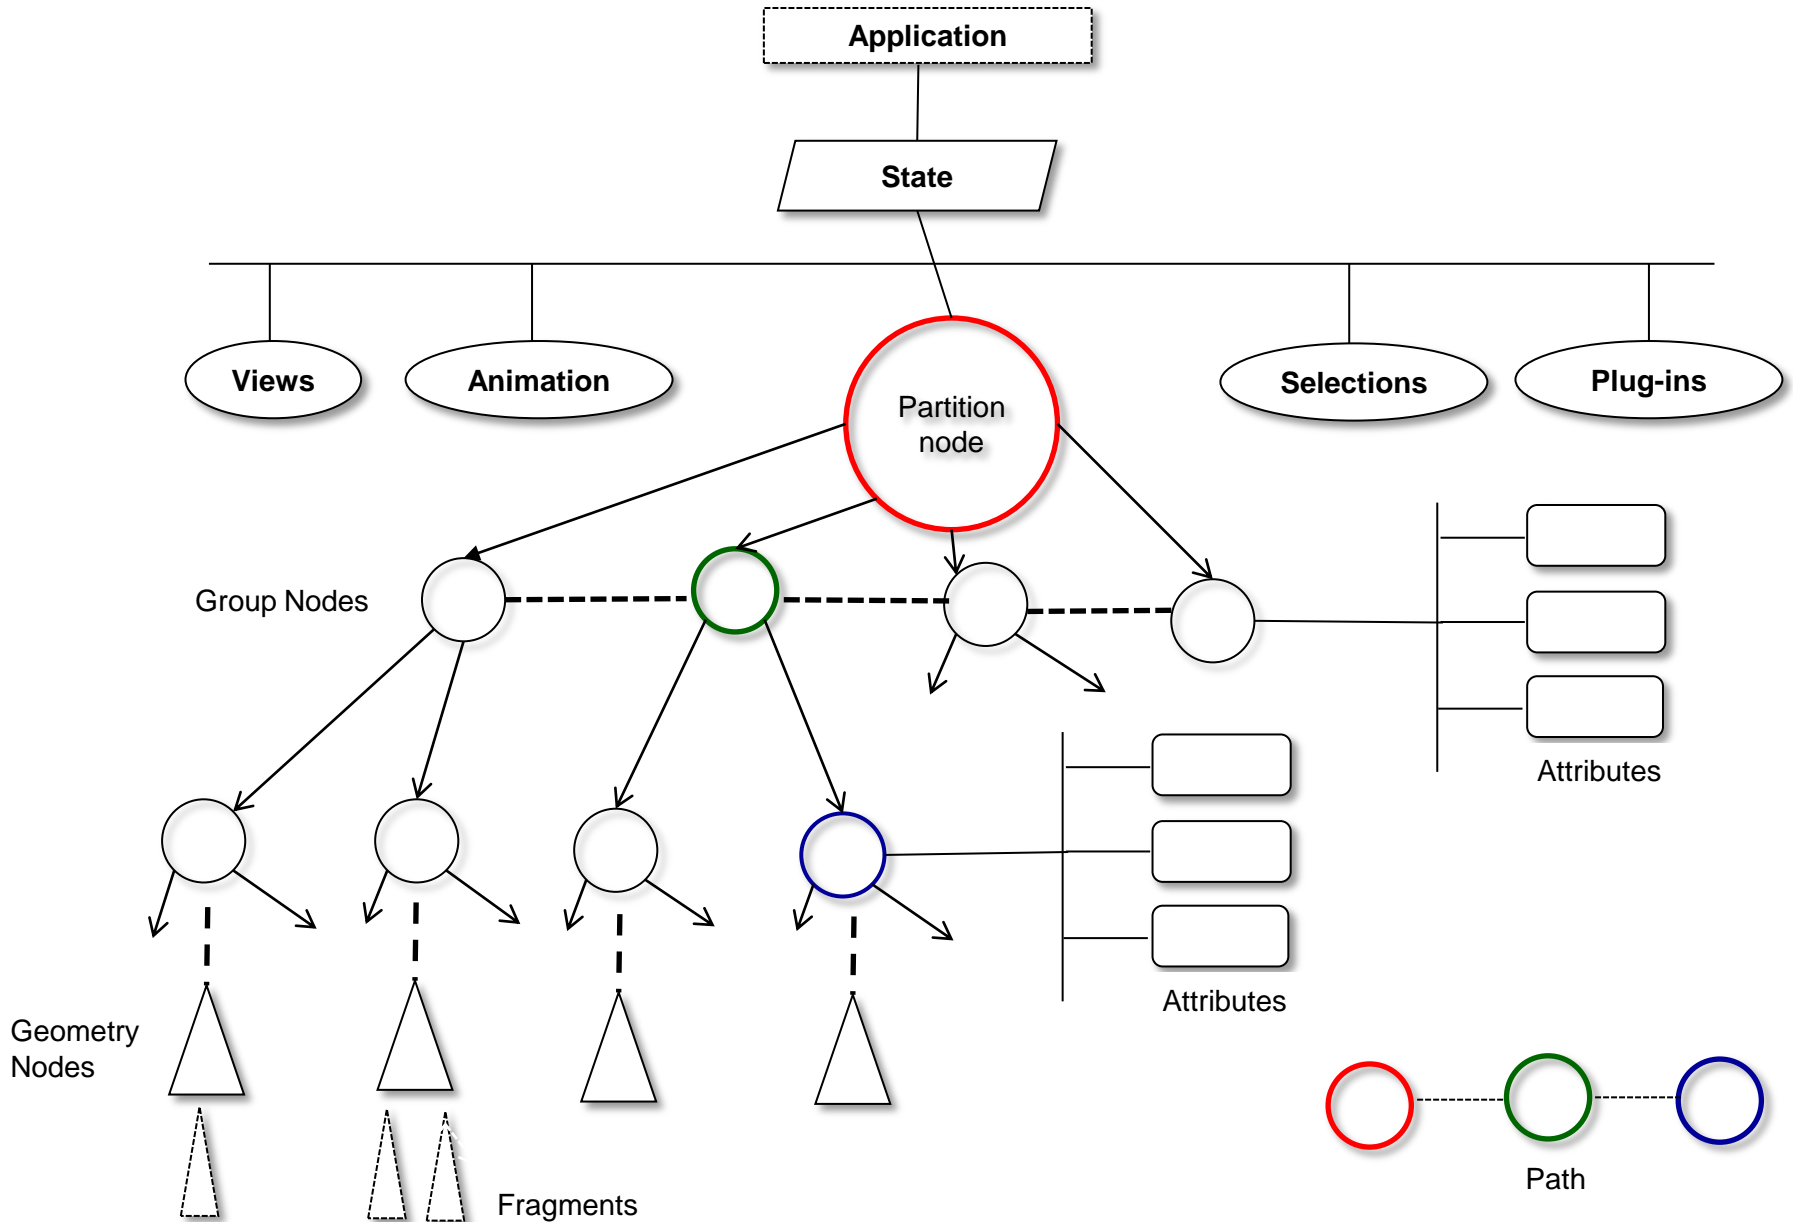 Application
State
Views
Animation
Partition
node
Selections
Plug-ins
Group Nodes
Attributes
Attributes
Geometry
Nodes
Path
Fragments